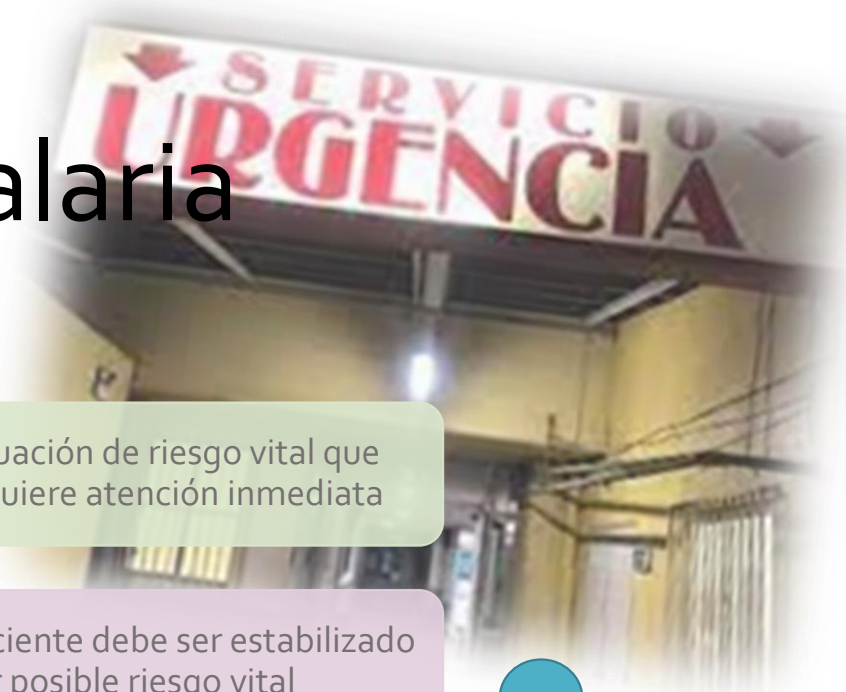 SERVICIO
URGENCIA
alaria
uación de riesgo vital que
uiere atención inmediata
ciente debe ser estabilizado
r posible riesgo vital